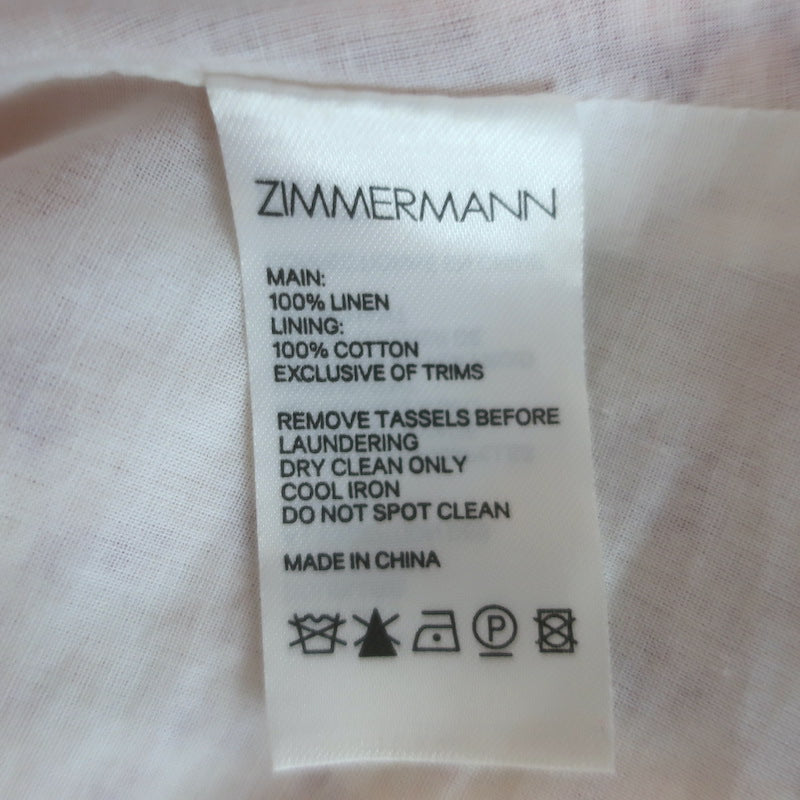 ZIMMERMANN
MAIN:
100% LINEN
LINING:
100% COTTON
EXCLUSIVE OF TRIMS
REMOVE TASSELS BEFORE
LAUNDERING
DRY CLEAN ONLY
COOL IRON
DO NOT SPOT CLEAN
MADE IN CHINA
P